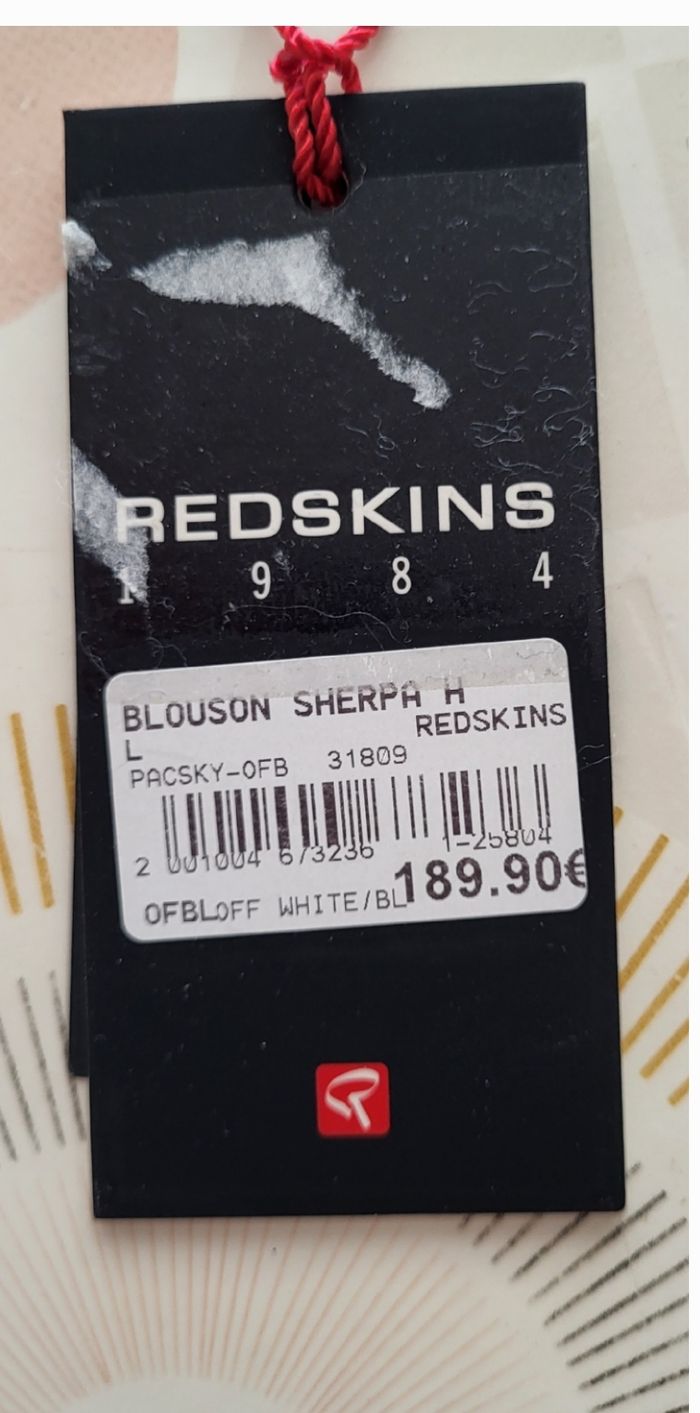 REDSKINS
1 9 8 4
BLOUSON SHERPA H
L REDSKINS
PACSKY-OFB 31809
2 001004 673236 1-25804
189.90€
OFBLOFF WHITE/BL